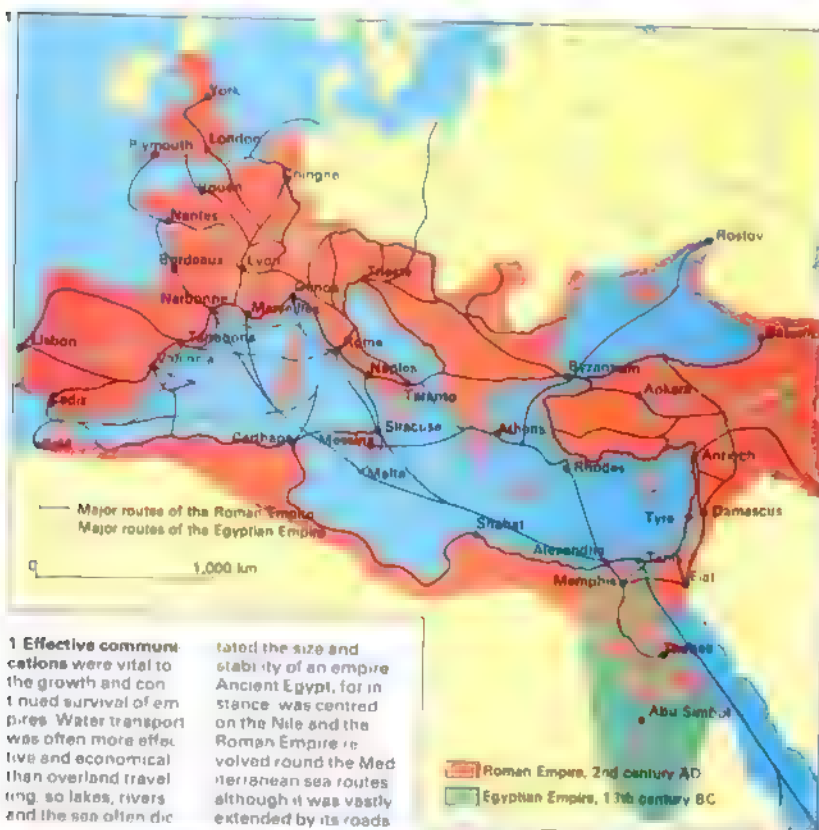 1
York
London
Plymouth
Rouen
Nantes
Bordeaux
Lyon
Trieste
Rostov
Narbonne
Lisbon
Rome
Naples
Byzantium
Ankara
Taranto
Cadiz
Carthage
Messina
Siracuse
Athens
Antioch
Malta
Rhodes
Major routes of the Roman Empire
Major routes of the Egyptian Empire
Shahat
Tyre
Damascus
Alexandria
Memphis
Elat
0 1,000 km
Thebes
Abu Simbel
1 Effective communi
cations were vital to
the growth and con
tinued survival of em
pires Water transport
was often more effec
tive and economical
than overland travel
ling, so lakes, rivers
and the sea often dic
tated the size and
stability of an empire
Ancient Egypt, for in
stance was centred
on the Nile and the
Roman Empire re
volved round the Med
iterranean sea routes
although it was vastly
extended by its roads
Roman Empire, 2nd century AD
Egyptian Empire, 13th century BC